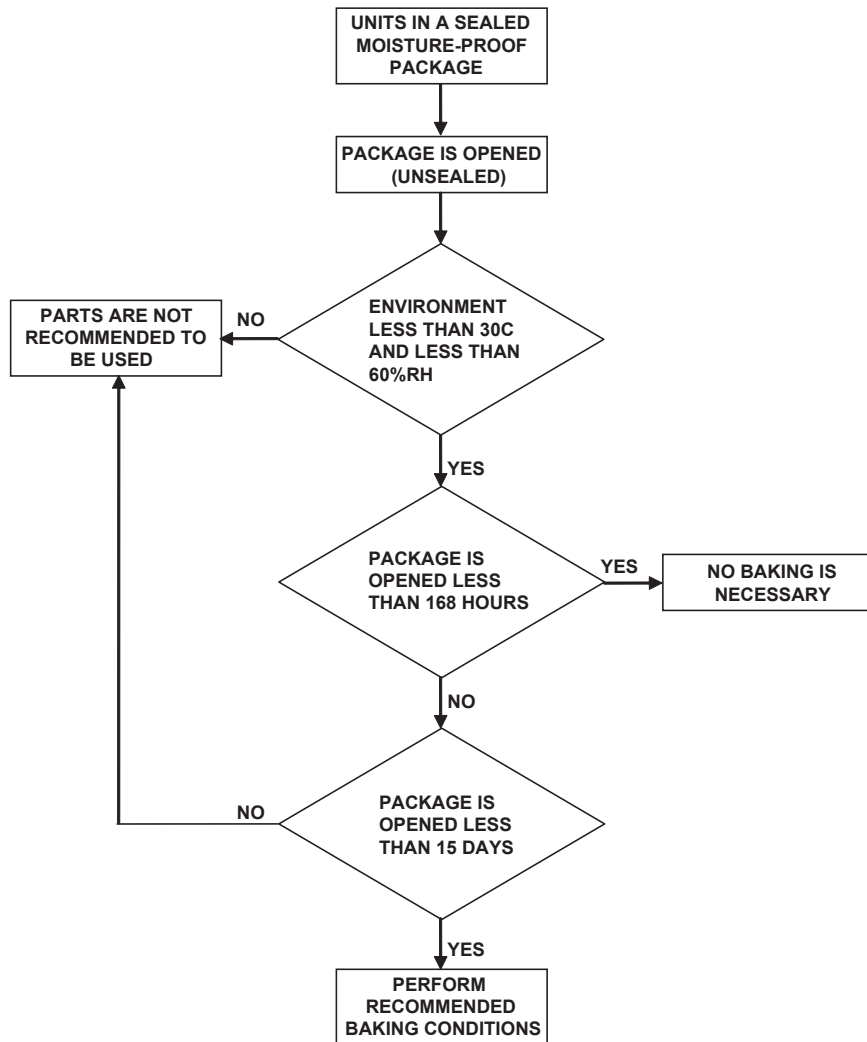 UNITS IN A SEALED
MOISTURE-PROOF
PACKAGE
PACKAGE IS OPENED
(UNSEALED)
ENVIRONMENT
LESS THAN 30C
AND LESS THAN
60%RH
NO
PARTS ARE NOT
RECOMMENDED TO
BE USED
YES
PACKAGE IS
OPENED LESS
THAN 168 HOURS
YES
NO BAKING IS
NECESSARY
NO
PACKAGE IS
OPENED LESS
THAN 15 DAYS
NO
YES
PERFORM
RECOMMENDED
BAKING CONDITIONS